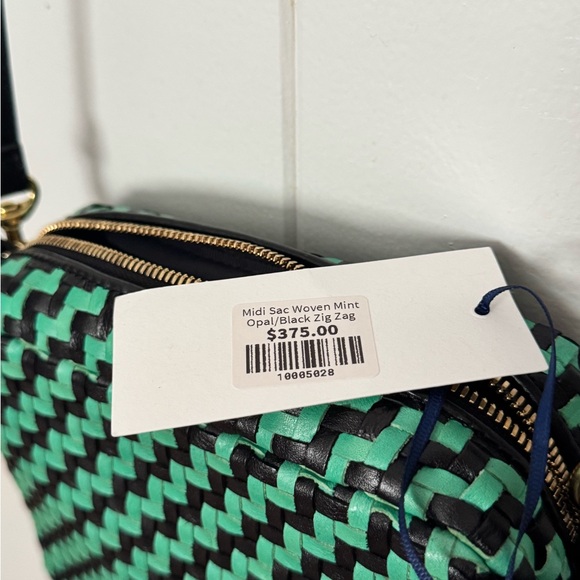 Midi Sac Woven Mint
Opal/Black Zig Zag
$375.00
10005028